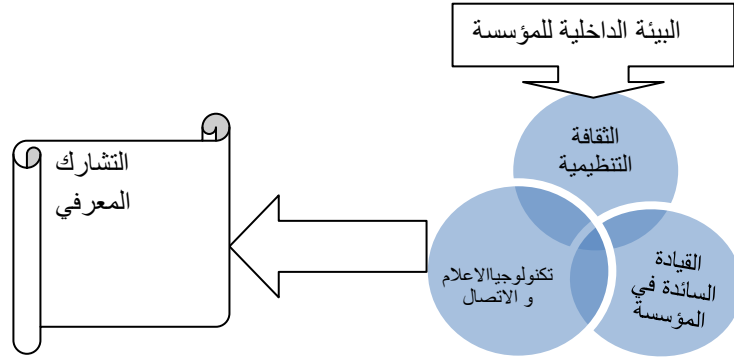 البيئة الداخلية للمؤسسة
الثقافة
التنظيمية
القيادة
السائدة في
المؤسسة
تكنولوجياالاعلام
و الاتصال
التشارك
المعرفي